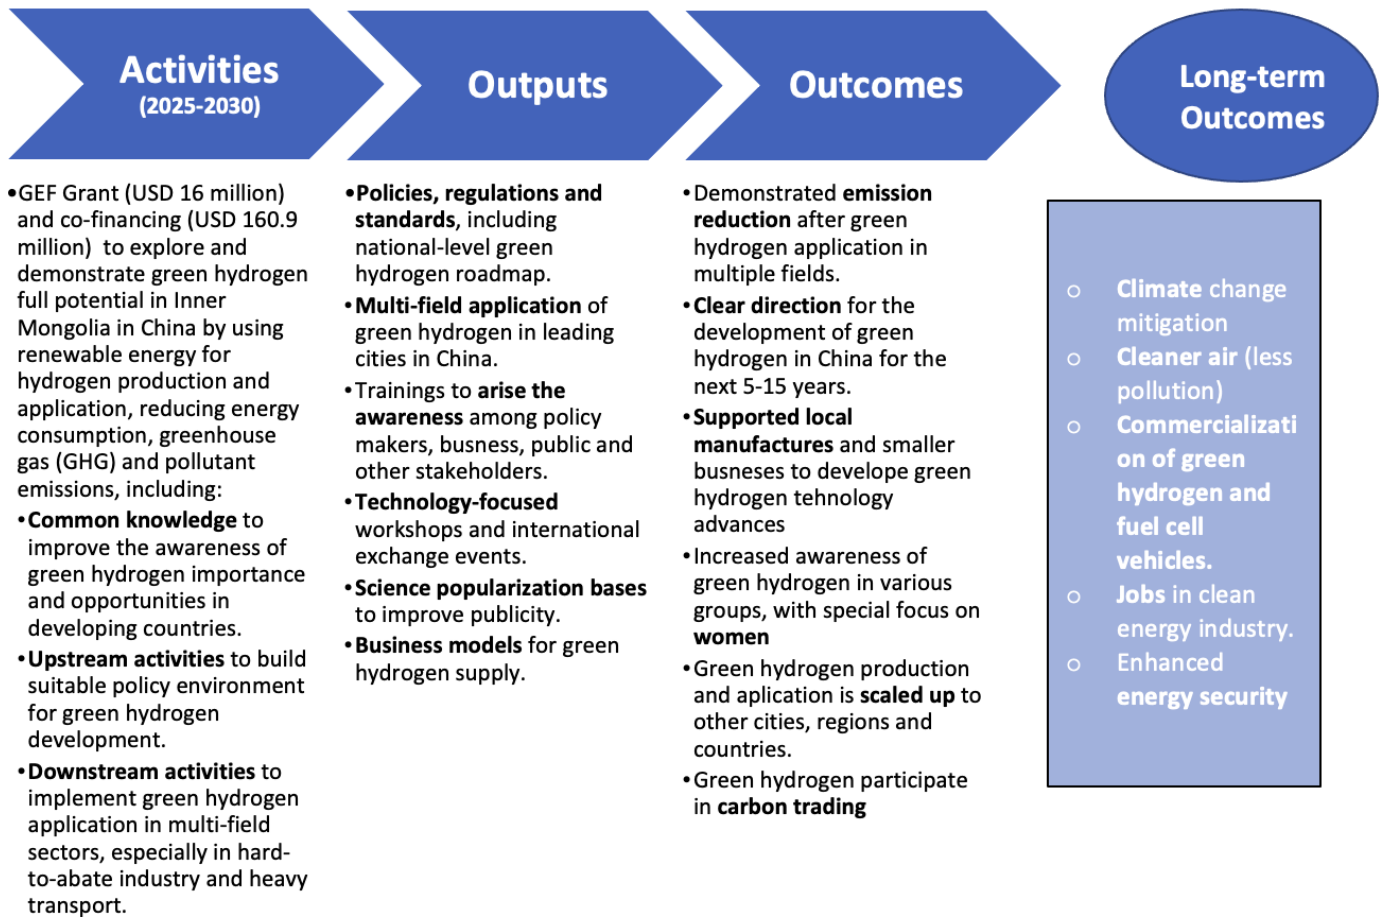 Activities
(2025-2030)
Outputs
Outcomes
Long-term
Outcomes
•GEF Grant (USD 16 million)
and co-financing (USD 160.9
million) to explore and
demonstrate green hydrogen
full potential in Inner
Mongolia in China by using
renewable energy for
hydrogen production and
application, reducing energy
consumption, greenhouse
gas (GHG) and pollutant
emissions, including:
•Common knowledge to
improve the awareness of
green hydrogen importance
and opportunities in
developing countries.
•Upstream activities to build
suitable policy environment
for green hydrogen
development.
•Downstream activities to
implement green hydrogen
application in multi-field
sectors, especially in hard-
to-abate industry and heavy
transport.
•Policies, regulations and
standards, including
national-level green
hydrogen roadmap.
•Multi-field application of
green hydrogen in leading
cities in China.
•Trainings to arise the
awareness among policy
makers, busness, public and
other stakeholders.
•Technology-focused
workshops and international
exchange events.
•Science popularization bases
to improve publicity.
•Business models for green
hydrogen supply.
•Demonstrated emission
reduction after green
hydrogen application in
multiple fields.
•Clear direction for the
development of green
hydrogen in China for the
next 5-15 years.
•Supported local
manufactures and smaller
busneses to develope green
hydrogen tehnology
advances
•Increased awareness of
green hydrogen in various
groups, with special focus on
women
•Green hydrogen production
and aplication is scaled up to
other cities, regions and
countries.
•Green hydrogen participate
in carbon trading
o Climate change
mitigation
o Cleaner air (less
pollution)
o Commercializati
on of green
hydrogen and
fuel cell
vehicles.
o Jobs in clean
energy industry.
o Enhanced
energy security